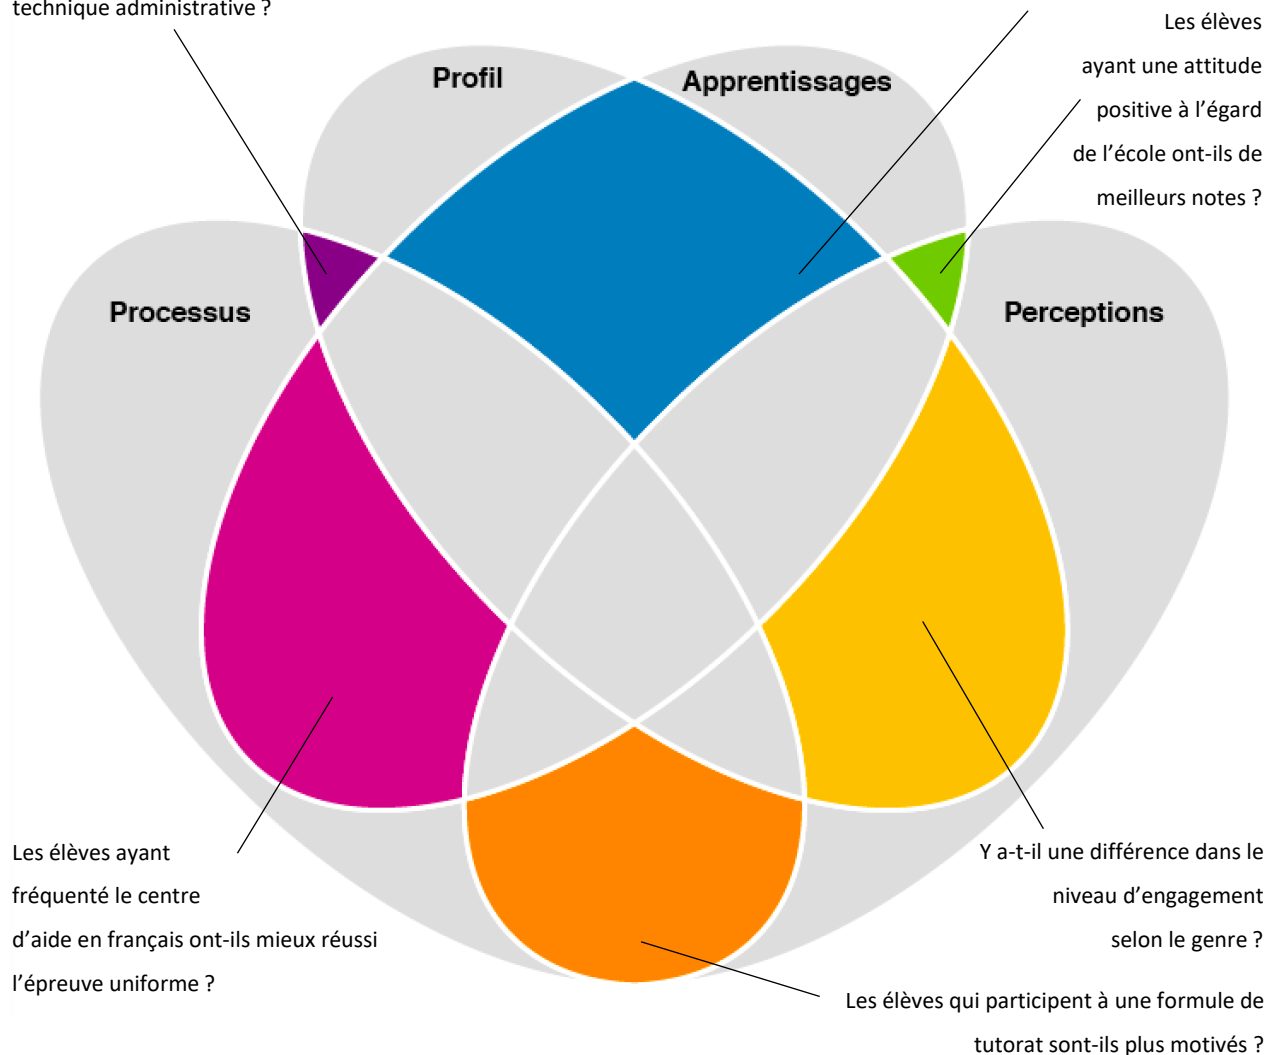 technique administrative ?
Les élèves
ayant une attitude
positive à l’égard
de l’école ont-ils de
meilleurs notes ?
Profil
Apprentissages
Processus
Perceptions
Les élèves ayant
fréquenté le centre
d’aide en français ont-ils mieux réussi
l’épreuve uniforme ?
Y a-t-il une différence dans le
niveau d’engagement
selon le genre ?
Les élèves qui participent à une formule de
tutorat sont-ils plus motivés ?